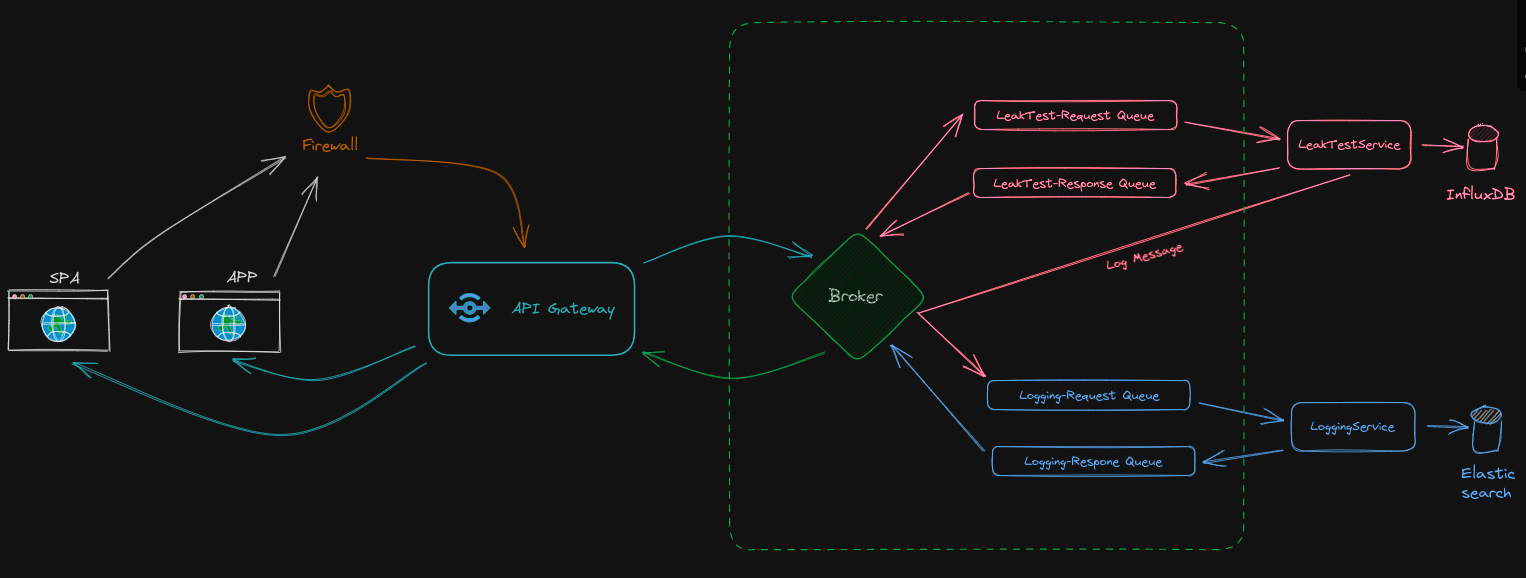 Firewall
SPA
APP
API Gateway
Broker
LeakTest-Request Queue
LeakTest-Response Queue
LeakTestService
InfluxDB
Log Message
Logging-Request Queue
Logging-Respone Queue
LoggingService
Elastic
search